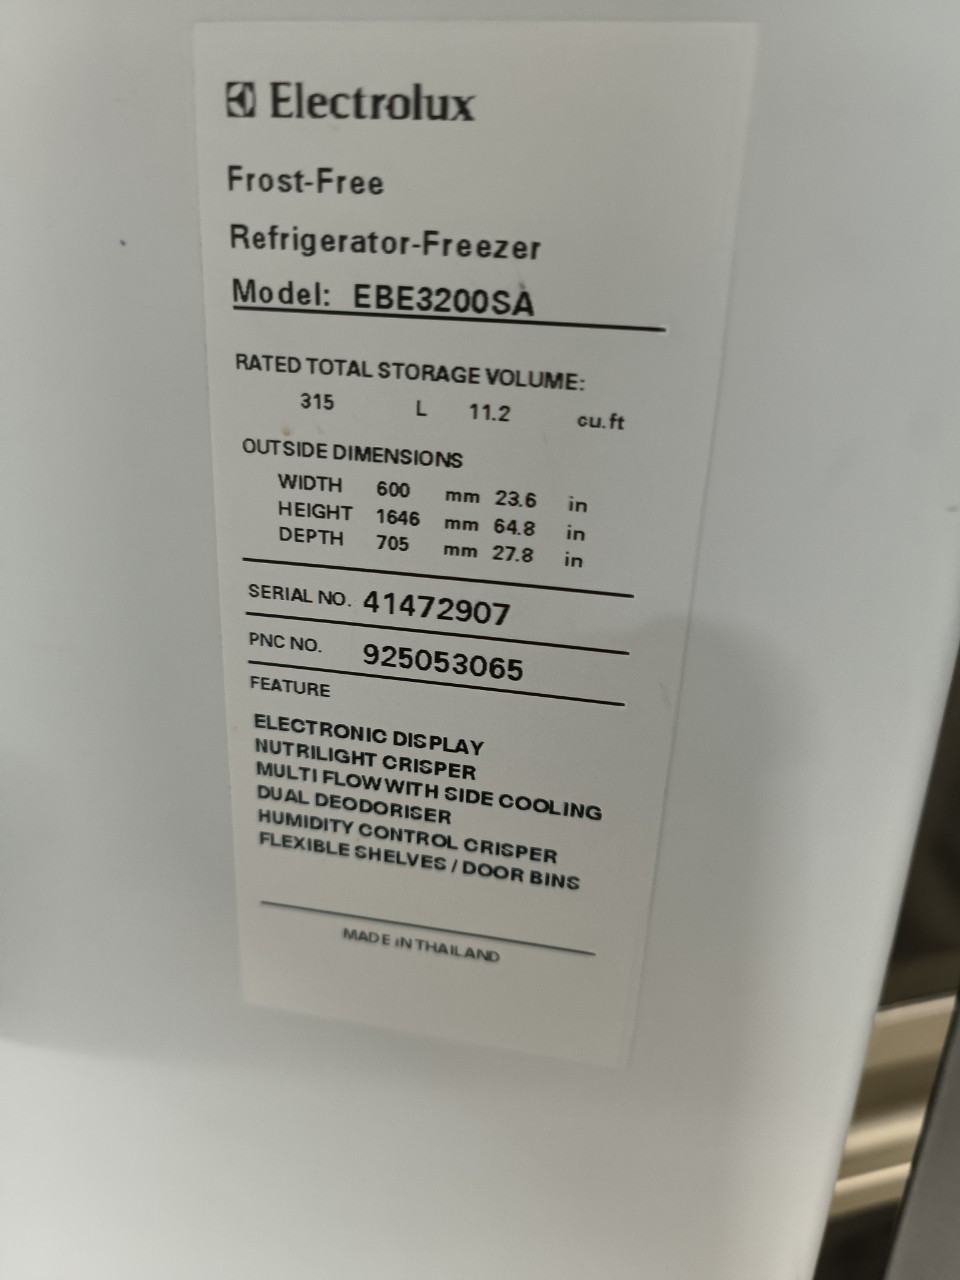 Electrolux
Frost-Free
Refrigerator-Freezer
Model: EBE3200SA
RATED TOTAL STORAGE VOLUME:
315 L 11.2 cu.ft
OUTSIDE DIMENSIONS
WIDTH 600 mm 23.6 in
HEIGHT 1646 mm 64.8 in
DEPTH 705 mm 27.8 in
SERIAL NO. 41472907
PNC NO. 925053065
FEATURE
ELECTRONIC DISPLAY
NUTRILIGHT CRISPER
MULTI FLOW WITH SIDE COOLING
DUAL DEODORISER
HUMIDITY CONTROL CRISPER
FLEXIBLE SHELVES / DOOR BINS
MADE iN THAILAND